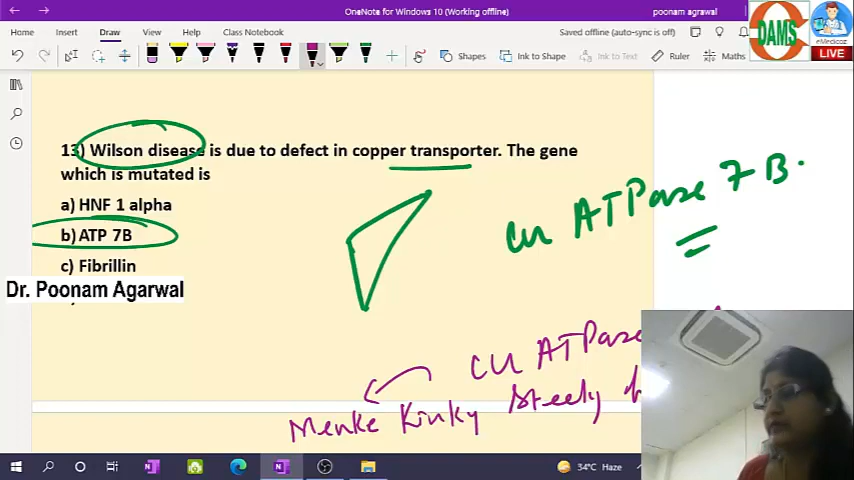 OneNote for Windows 10 (Working offline)
poonam agrawal
Home Insert Draw View Help Class Notebook
Saved offline (auto-sync is off)
Shapes Ink to Shape Ink to Text Ruler Maths
DAMS
eMedicoz
LIVE
13) Wilson disease is due to defect in copper transporter. The gene
which is mutated is
a) HNF 1 alpha
b) ATP 7B
c) Fibrillin
Dr. Poonam Agarwal
Cu ATPase 7 B.
Cu ATPase
Menke Kinky Steely
34°C Haze